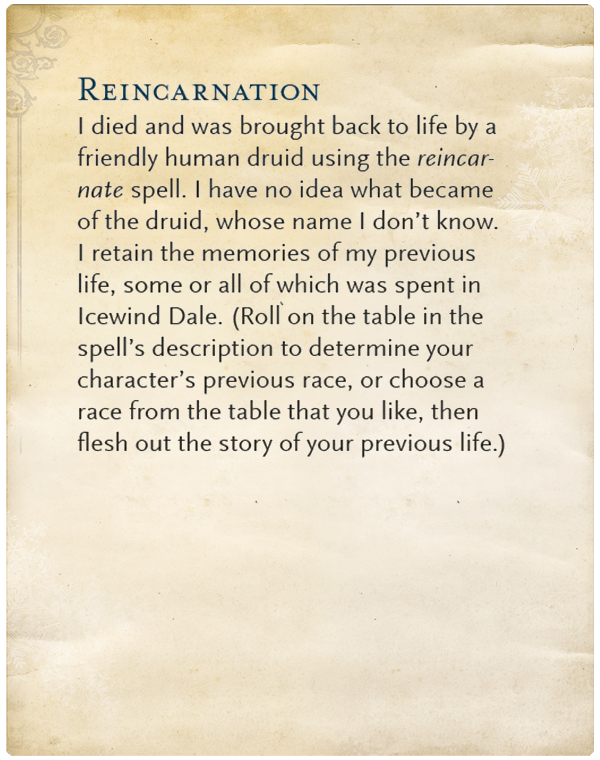 Reincarnation
I died and was brought back to life by a
friendly human druid using the reincar-
nate spell. I have no idea what became
of the druid, whose name I don't know.
I retain the memories of my previous
life, some or all of which was spent in
Icewind Dale. (Roll on the table in the
spell's description to determine your
character's previous race, or choose a
race from the table that you like, then
flesh out the story of your previous life.)